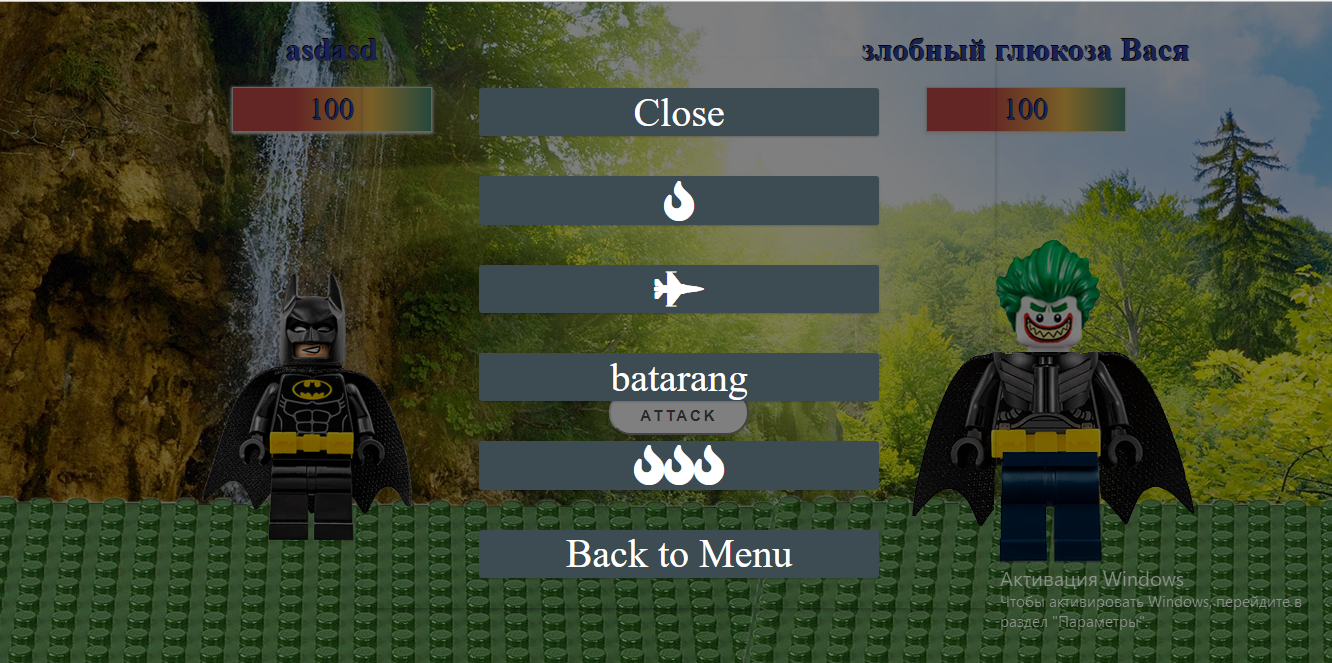 asdasd
злобный глюкоза Вася
100
Close
100
batarang
ATTACK
Back to Menu
Активация Windows
Чтобы активировать Windows, перейдите в
раздел "Параметры".